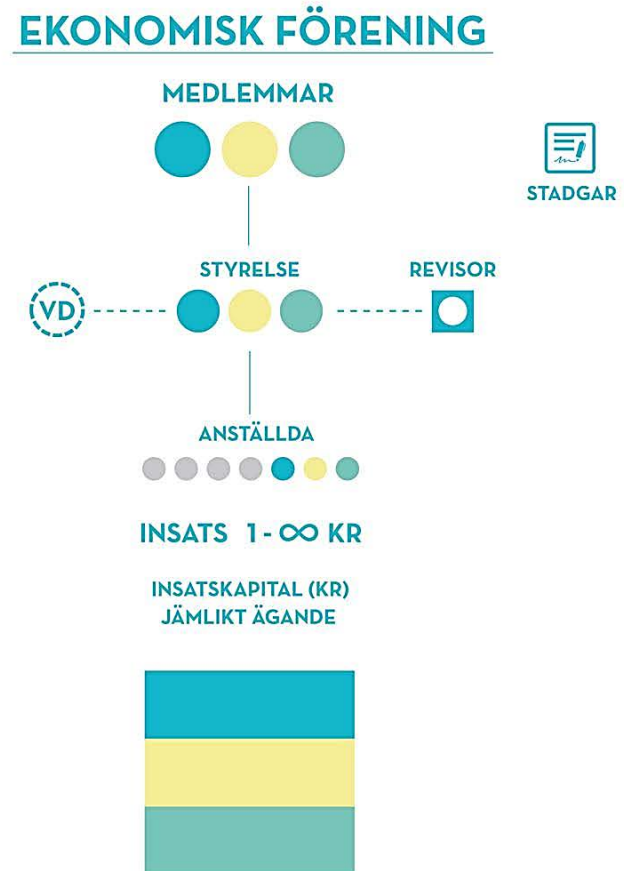 EKONOMISK FÖRENING
MEDLEMMAR
STADGAR
STYRELSE
REVISOR
VD
ANSTÄLLDA
INSATS 1 - ∞ KR
INSATSKAPITAL (KR)
JÄMLIKT ÄGANDE